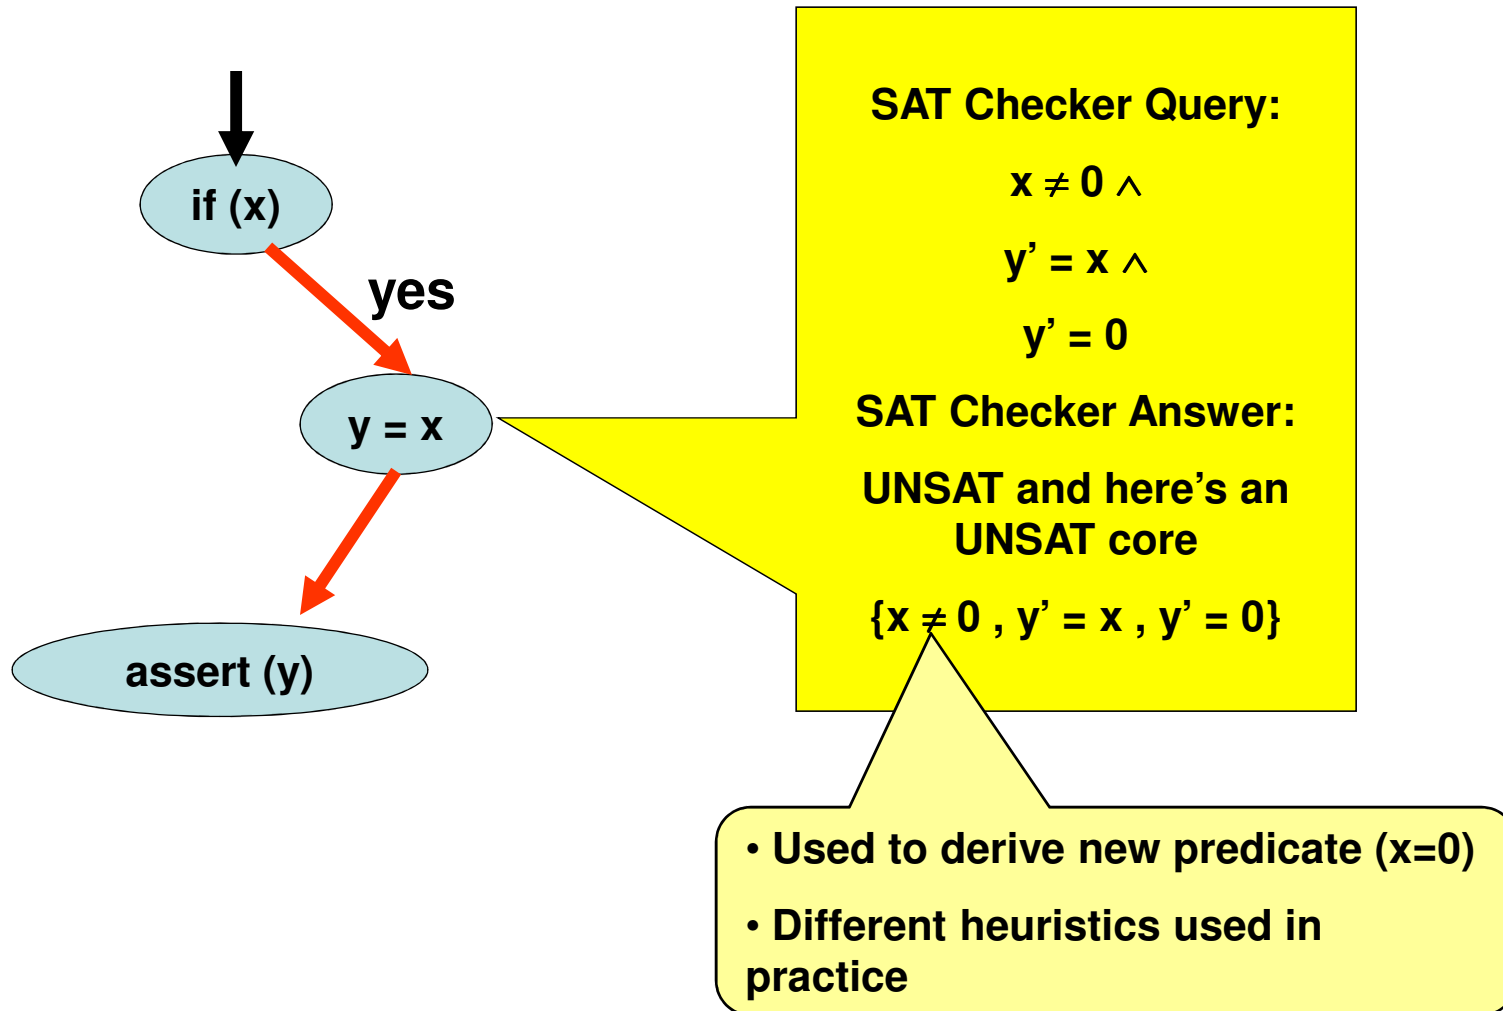 if (x)
yes
y = x
assert (y)
SAT Checker Query:
x ≠ 0 ∧
y’ = x ∧
y’ = 0
SAT Checker Answer:
UNSAT and here’s an
UNSAT core
{x ≠ 0 , y’ = x , y’ = 0}
• Used to derive new predicate (x=0)
• Different heuristics used in
practice